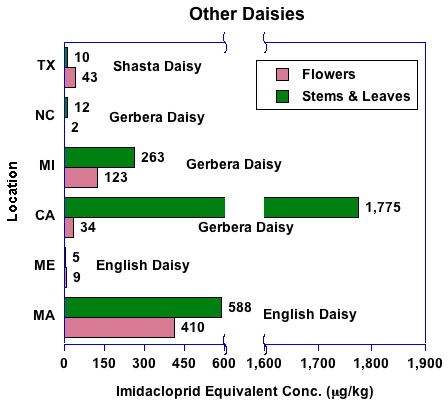 Other Daisies
Flowers
Stems & Leaves
Location
TX
10
43
Shasta Daisy
NC
12
2
Gerbera Daisy
MI
263
123
Gerbera Daisy
CA
1,775
34
Gerbera Daisy
ME
5
9
English Daisy
MA
588
410
English Daisy
0 150 300 450 600 1,600 1,700 1,800 1,900
Imidacloprid Equivalent Conc. (µg/kg)